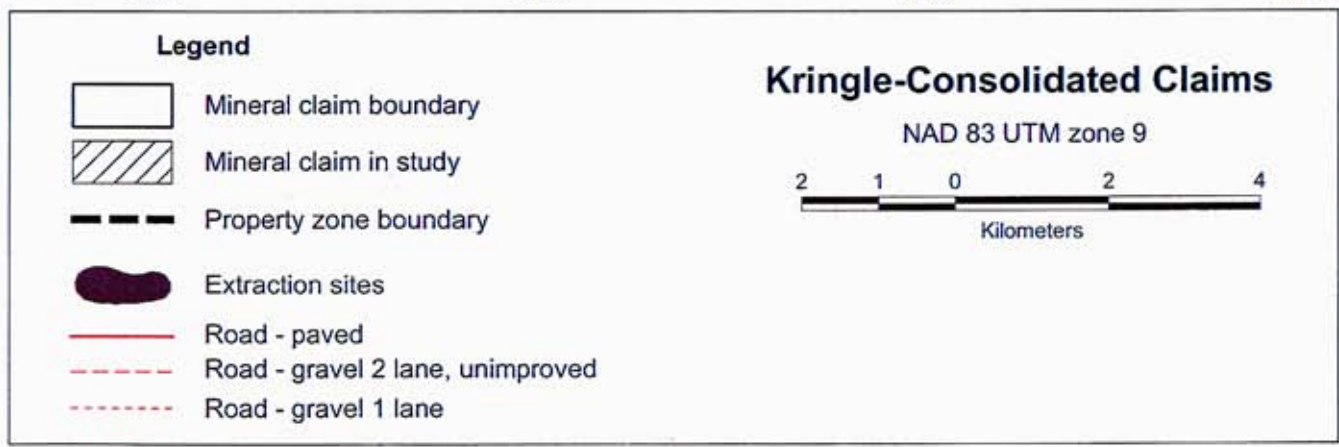 Legend
Mineral claim boundary
Mineral claim in study
Property zone boundary
Extraction sites
Road - paved
Road - gravel 2 lane, unimproved
Road - gravel 1 lane
Kringle-Consolidated Claims
NAD 83 UTM zone 9
2 1 0 2 4
Kilometers